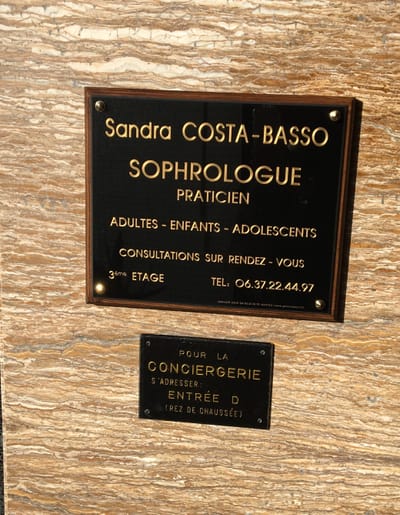 Sandra COSTA-BASSO
SOPHROLOGUE
PRATICIEN
ADULTES - ENFANTS - ADOLESCENTS
CONSULTATIONS SUR RENDEZ - VOUS
3ème ETAGE TEL: 06.37.22.44.97
POUR LA
CONCIERGERIE
S'ADRESSER:
ENTRÉE D
(REZ DE CHAUSSÉE)